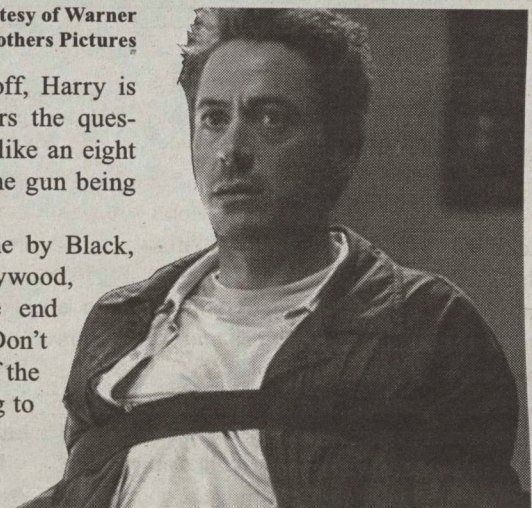 tesy of Warner
others Pictures
off, Harry is
rs the ques-
like an eight
ne gun being
e by Black,
ywood,
end
Don't
f the
g to